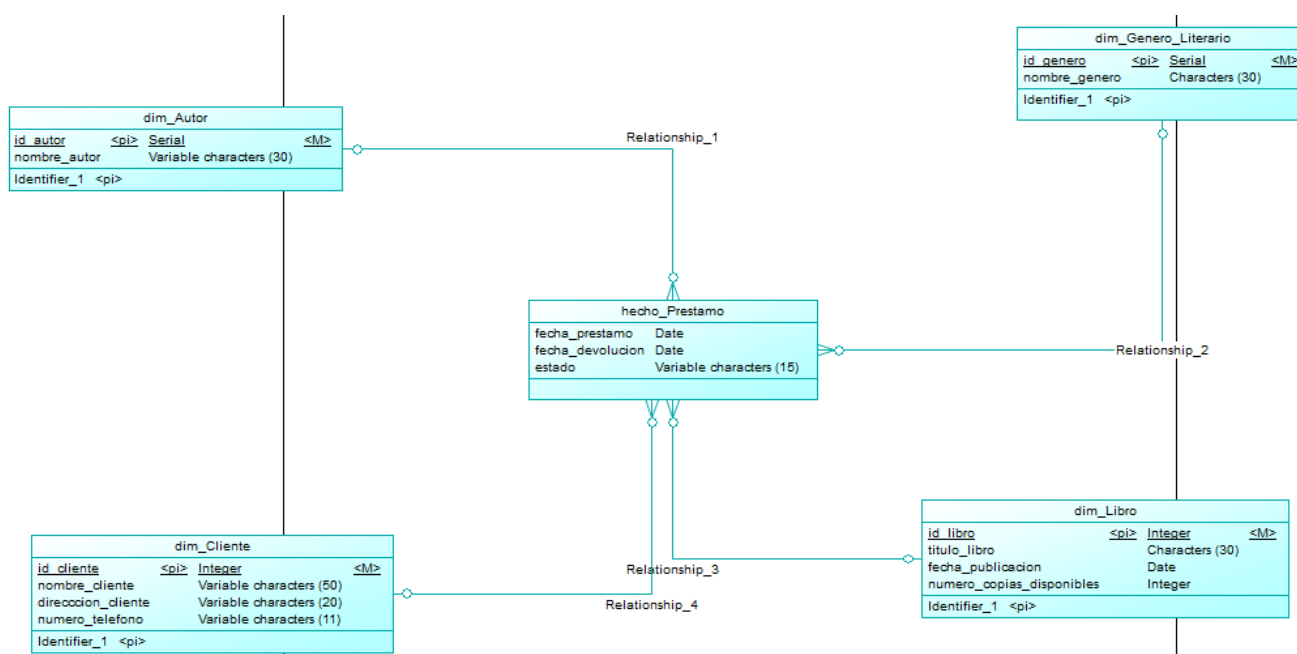 dim_Genero_Literario
id_genero <pi> Serial <M>
nombre_genero Characters (30)
Identifier_1 <pi>
dim_Autor
id_autor <pi> Serial <M>
nombre_autor Variable characters (30)
Identifier_1 <pi>
Relationship_1
hecho_Prestamo
fecha_prestamo Date
fecha_devolucion Date
estado Variable characters (15)
Relationship_2
dim_Libro
id_libro <pi> Integer <M>
titulo_libro Characters (30)
fecha_publicacion Date
numero_copias_disponibles Integer
Identifier_1 <pi>
dim_Cliente
id_cliente <pi> Integer <M>
nombre_cliente Variable characters (50)
direcccion_cliente Variable characters (20)
numero_telefono Variable characters (11)
Identifier_1 <pi>
Relationship_3
Relationship_4